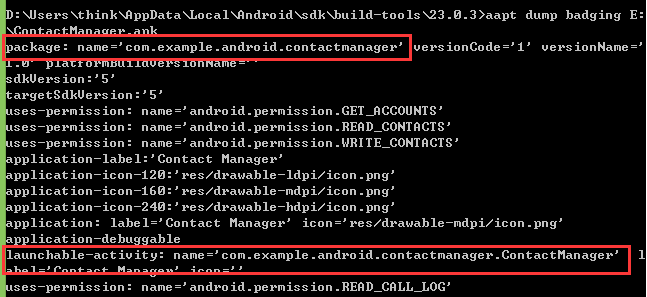 D:\Users\think\AppData\Local\Android\sdk\build-tools\23.0.3>aapt dump badging E:
\ContactManager.apk
package: name='com.example.android.contactmanager' versionCode='1' versionName='
1.0' platformBuildVersionName=''
sdkVersion:'5'
targetSdkVersion:'5'
uses-permission: name='android.permission.GET_ACCOUNTS'
uses-permission: name='android.permission.READ_CONTACTS'
uses-permission: name='android.permission.WRITE_CONTACTS'
application-label:'Contact Manager'
application-icon-120:'res/drawable-ldpi/icon.png'
application-icon-160:'res/drawable-mdpi/icon.png'
application-icon-240:'res/drawable-hdpi/icon.png'
application: label='Contact Manager' icon='res/drawable-mdpi/icon.png'
application-debuggable
launchable-activity: name='com.example.android.contactmanager.ContactManager'  l
abel='Contact Manager' icon=''
uses-permission: name='android.permission.READ_CALL_LOG'